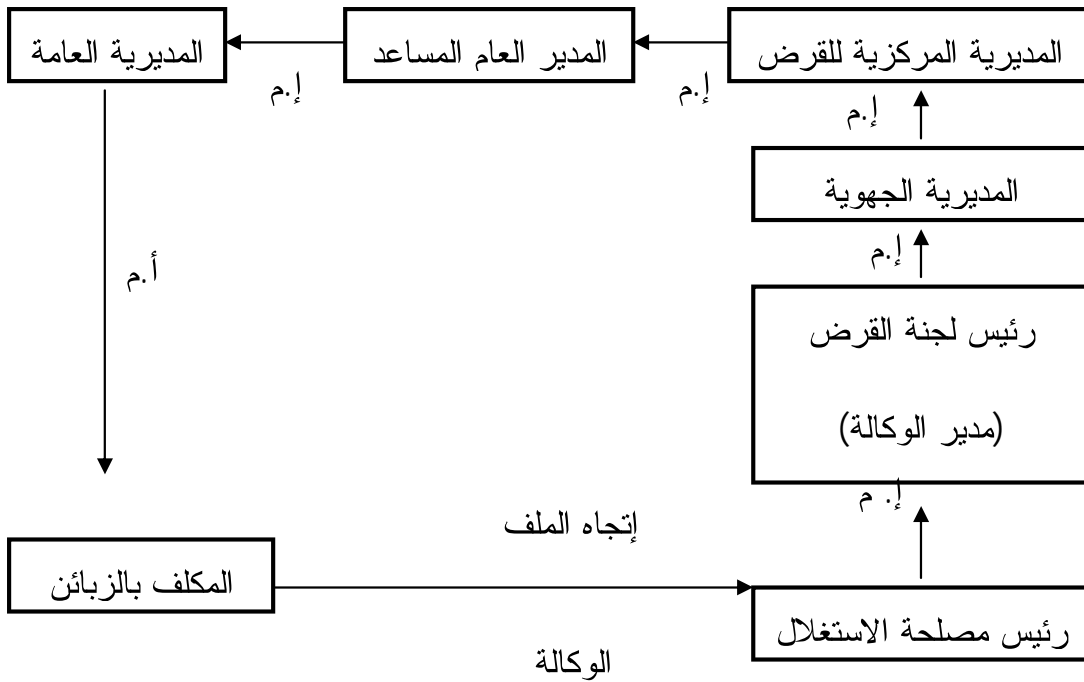 المديرية المركزية للقرض
المدير العام المساعد
المديرية العامة
إ.م
إ.م
إ.م
المديرية الجهوية
إ.م
أ.م
رئيس لجنة القرض
(مدير الوكالة)
إ. م
إتجاه الملف
المكلف بالزبائن
رئيس مصلحة الاستغلال
الوكالة